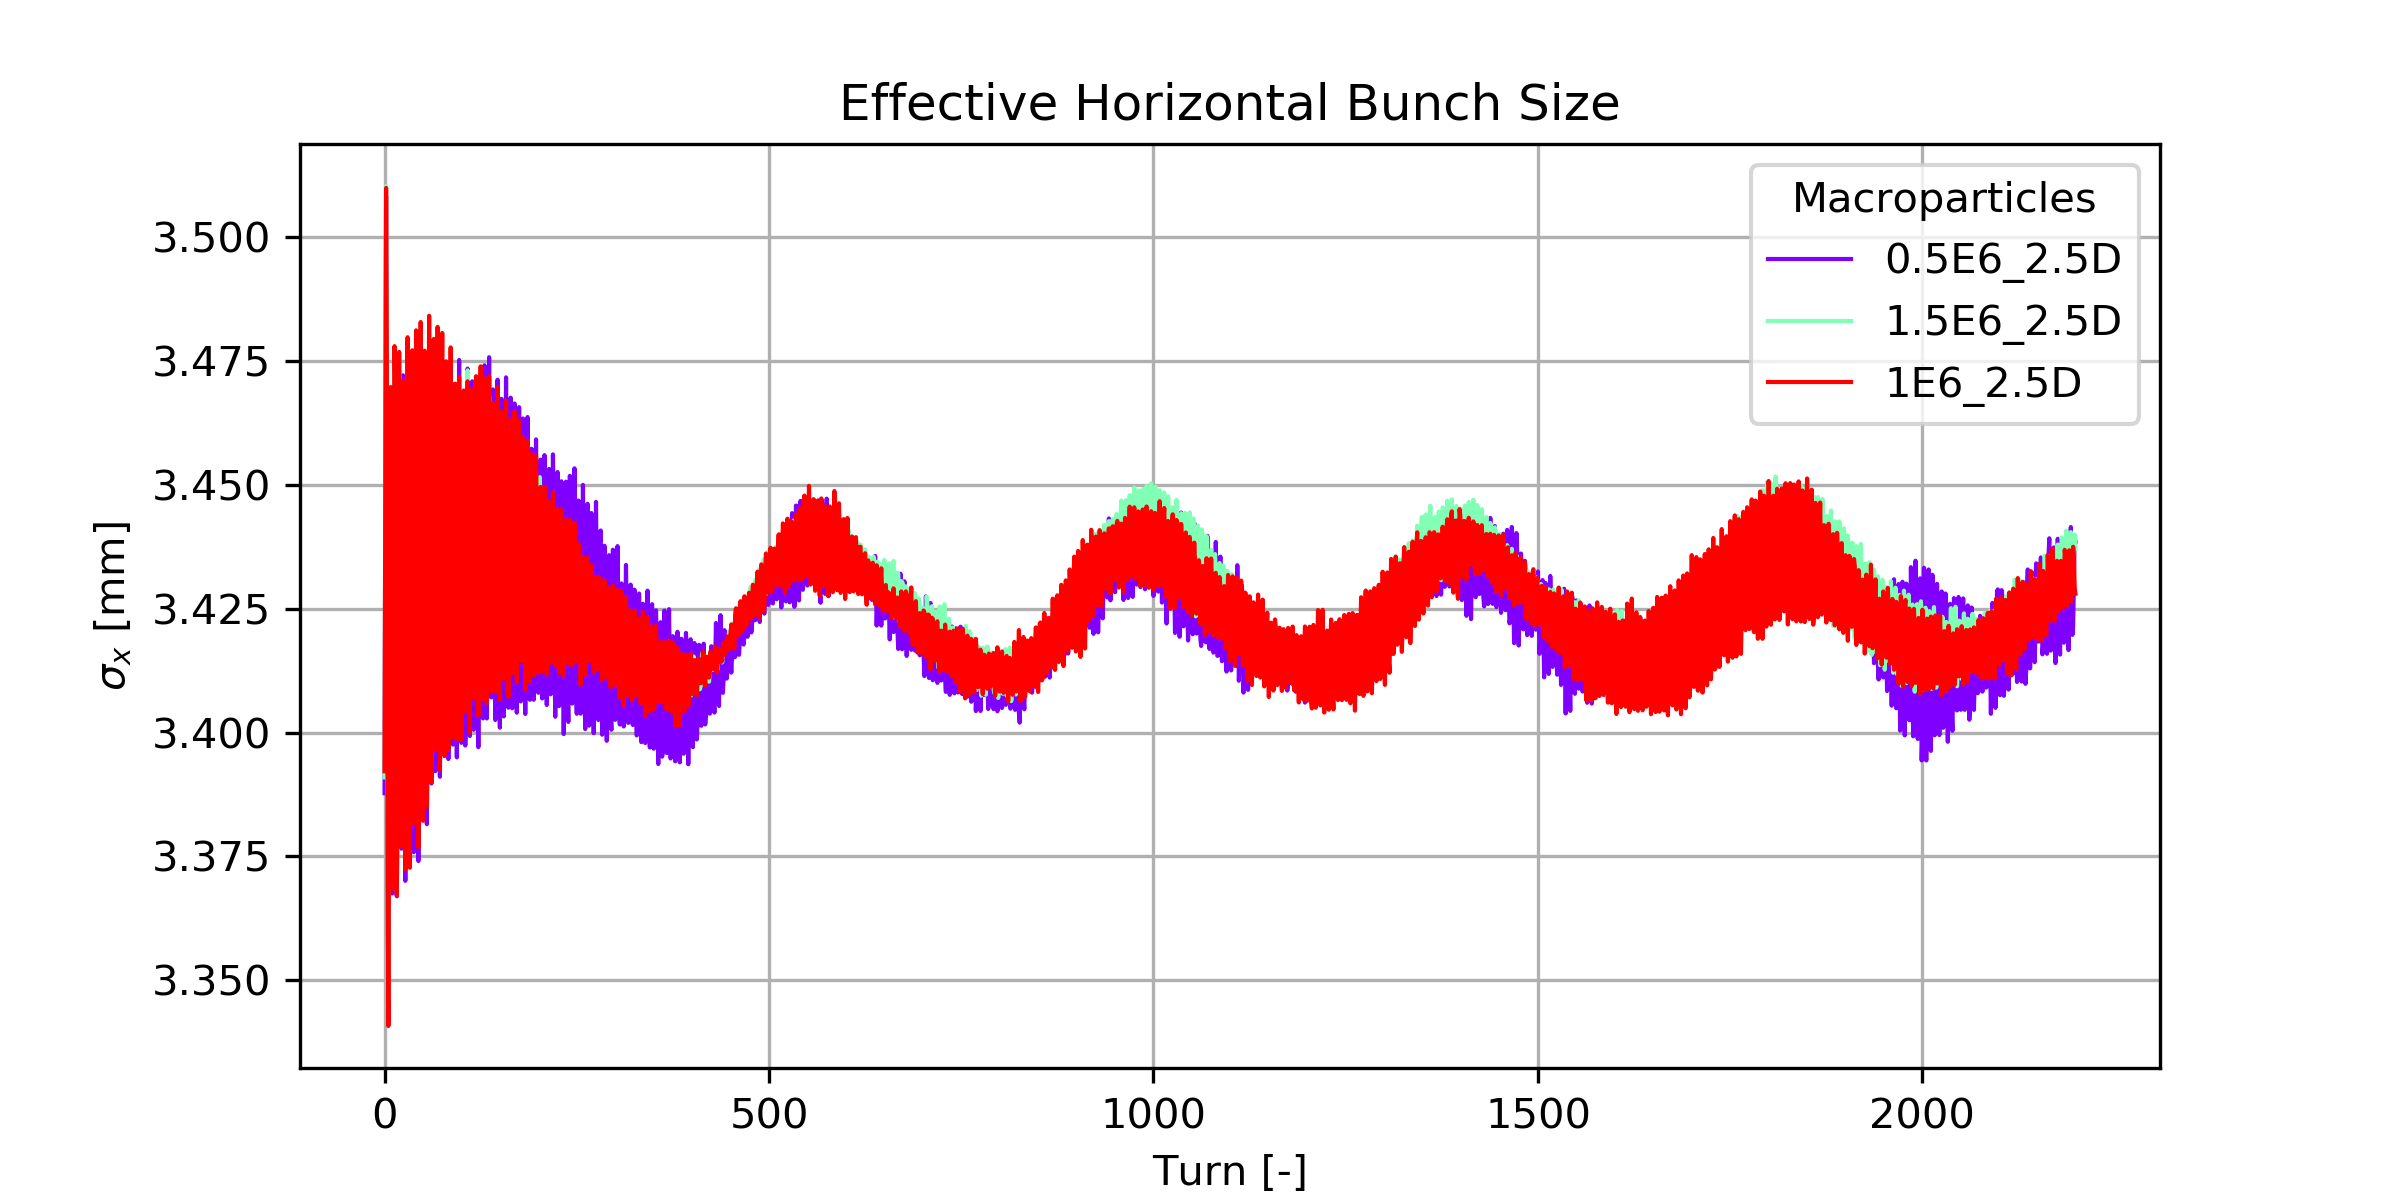 Effective Horizontal Bunch Size
σx [mm]
3.500
3.475
3.450
3.425
3.400
3.375
3.350
Macroparticles
0.5E6_2.5D
1.5E6_2.5D
1E6_2.5D
0 500 1000 1500 2000
Turn [-]